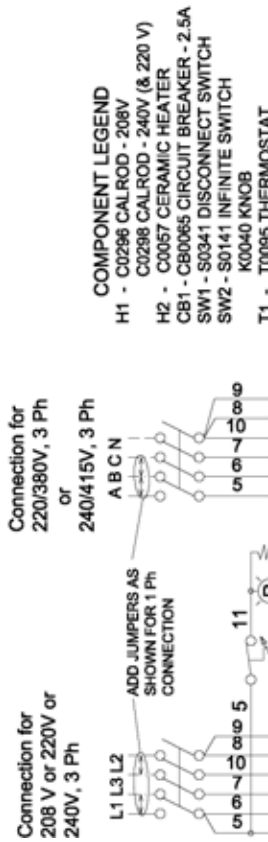 Connection for
208 V or 220V or
240V, 3 Ph
L1 L3 L2
ADD JUMPERS AS
SHOWN FOR 1 Ph
CONNECTION
5
6
7
10
8
9
5
11
Connection for
220/380V, 3 Ph
or
240/415V, 3 Ph
A B C N
5
6
7
10
8
9
COMPONENT LEGEND
H1 - C0296 CALROD - 208V
C0298 CALROD - 240V (& 220 V)
H2 - C0057 CERAMIC HEATER
CB1 - CB0065 CIRCUIT BREAKER - 2.5A
SW1 - S0341 DISCONNECT SWITCH
SW2 - S0141 INFINITE SWITCH
K0040 KNOB
T1 - T0095 THERMOSTAT